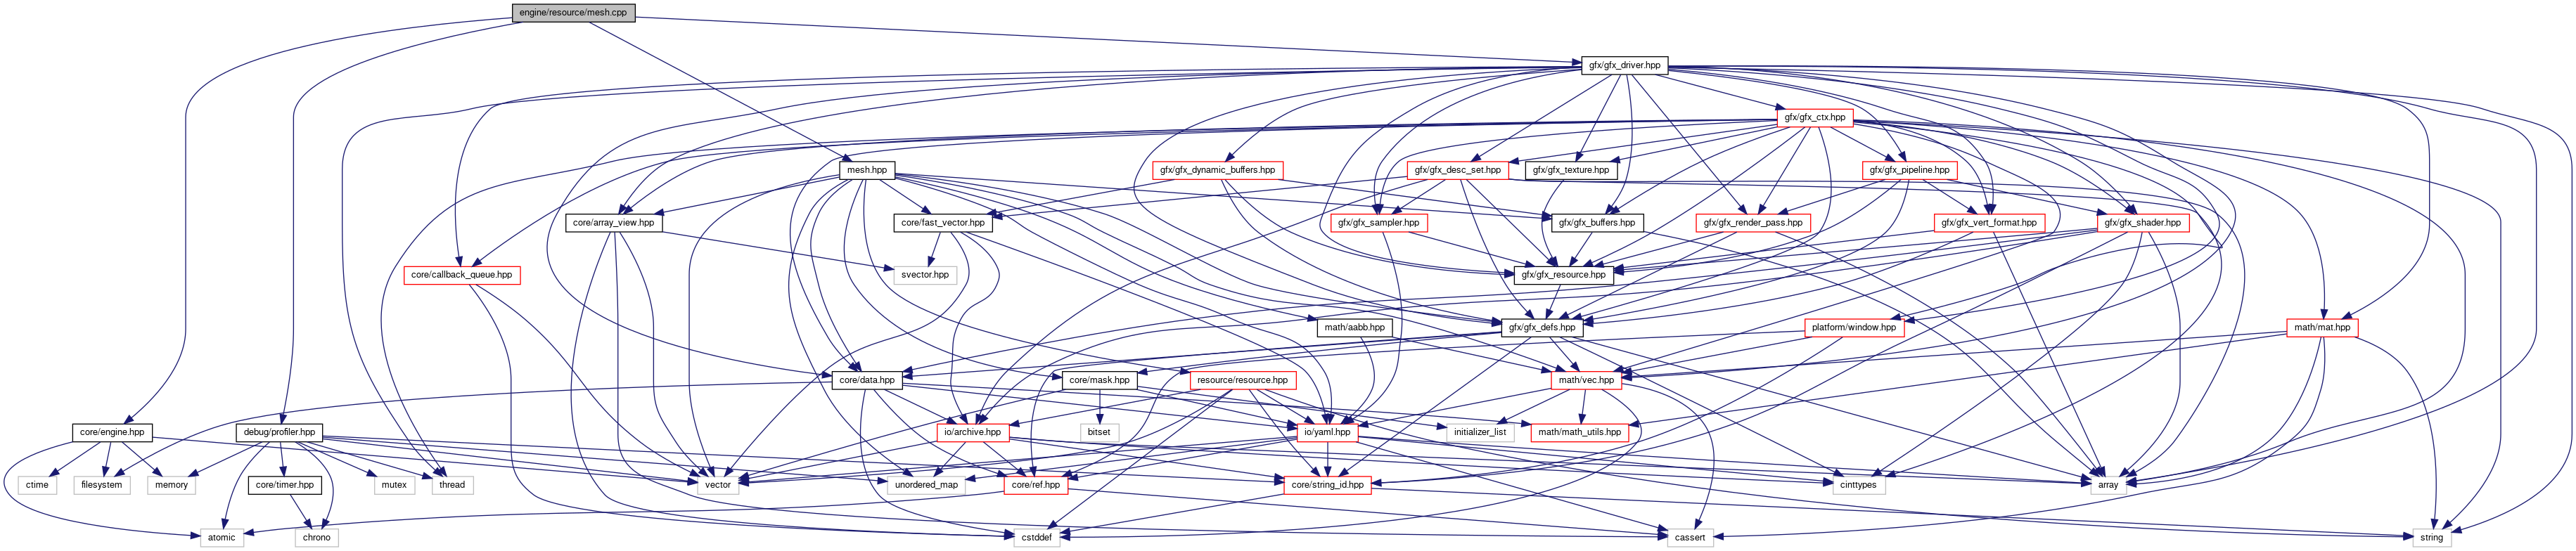 engine/resource/mesh.cpp
gfx/gfx_driver.hpp
gfx/gfx_ctx.hpp
mesh.hpp
gfx/gfx_dynamic_buffers.hpp
gfx/gfx_desc_set.hpp
gfx/gfx_texture.hpp
gfx/gfx_pipeline.hpp
core/array_view.hpp
core/fast_vector.hpp
gfx/gfx_sampler.hpp
gfx/gfx_buffers.hpp
gfx/gfx_render_pass.hpp
gfx/gfx_vert_format.hpp
gfx/gfx_shader.hpp
core/callback_queue.hpp
svector.hpp
gfx/gfx_resource.hpp
math/aabb.hpp
gfx/gfx_defs.hpp
platform/window.hpp
math/mat.hpp
core/data.hpp
core/mask.hpp
resource/resource.hpp
math/vec.hpp
core/engine.hpp
debug/profiler.hpp
io/archive.hpp
bitset
io/yaml.hpp
initializer_list
math/math_utils.hpp
ctime
filesystem
memory
core/timer.hpp
mutex
thread
vector
unordered_map
core/ref.hpp
core/string_id.hpp
cinttypes
array
atomic
chrono
cstddef
cassert
string